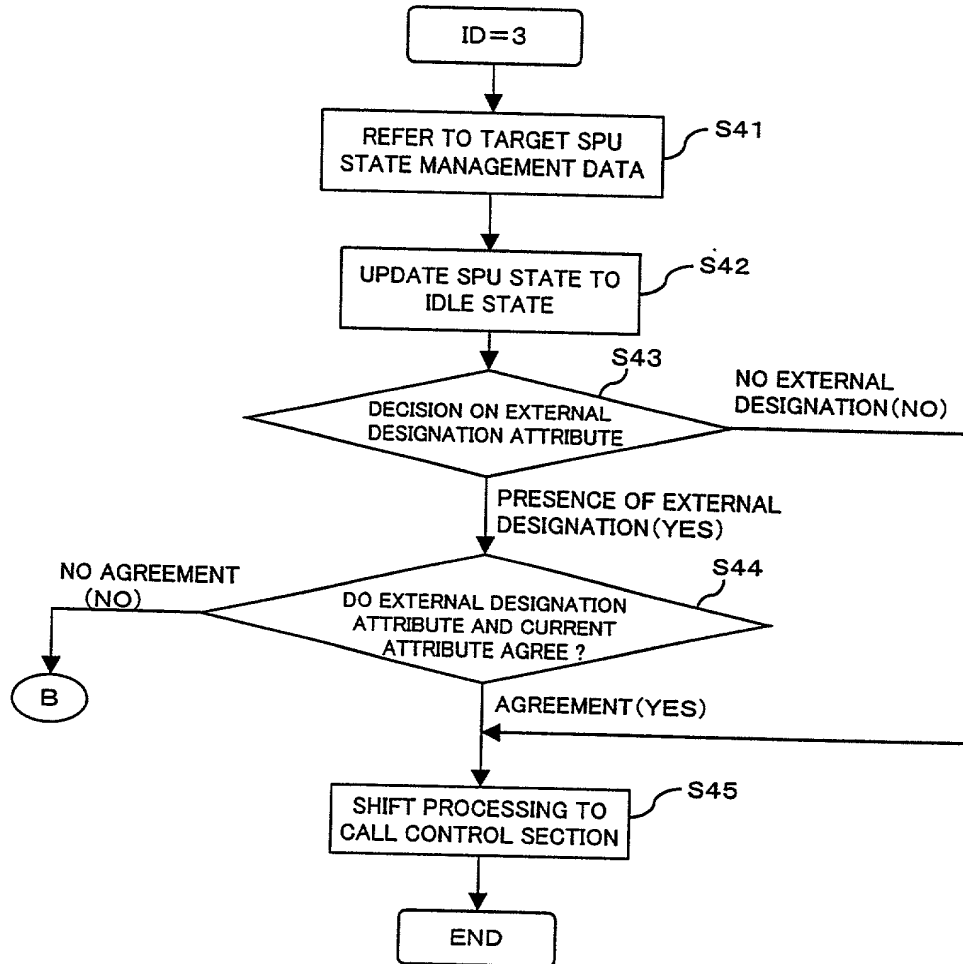 ID=3
REFER TO TARGET SPU
STATE MANAGEMENT DATA
S41
UPDATE SPU STATE TO
IDLE STATE
S42
S43
DECISION ON EXTERNAL
DESIGNATION ATTRIBUTE
NO EXTERNAL
DESIGNATION(NO)
PRESENCE OF EXTERNAL
DESIGNATION(YES)
S44
NO AGREEMENT
(NO)
DO EXTERNAL DESIGNATION
ATTRIBUTE AND CURRENT
ATTRIBUTE AGREE ?
B
AGREEMENT(YES)
S45
SHIFT PROCESSING TO
CALL CONTROL SECTION
END